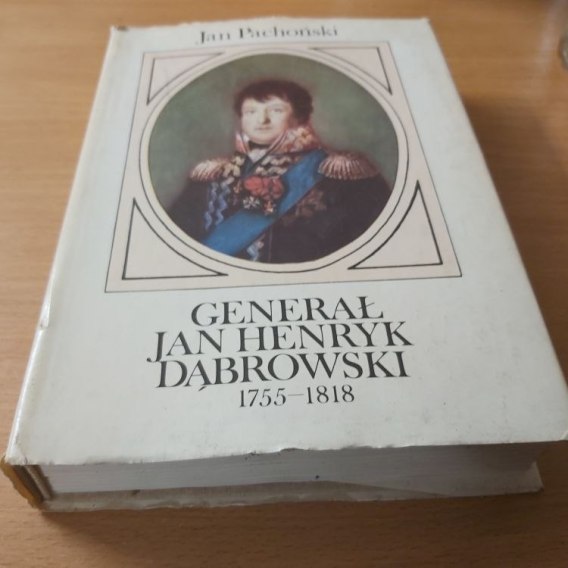 Jan Pachoński
GENERAŁ
JAN HENRYK
DĄBROWSKI
1755–1818